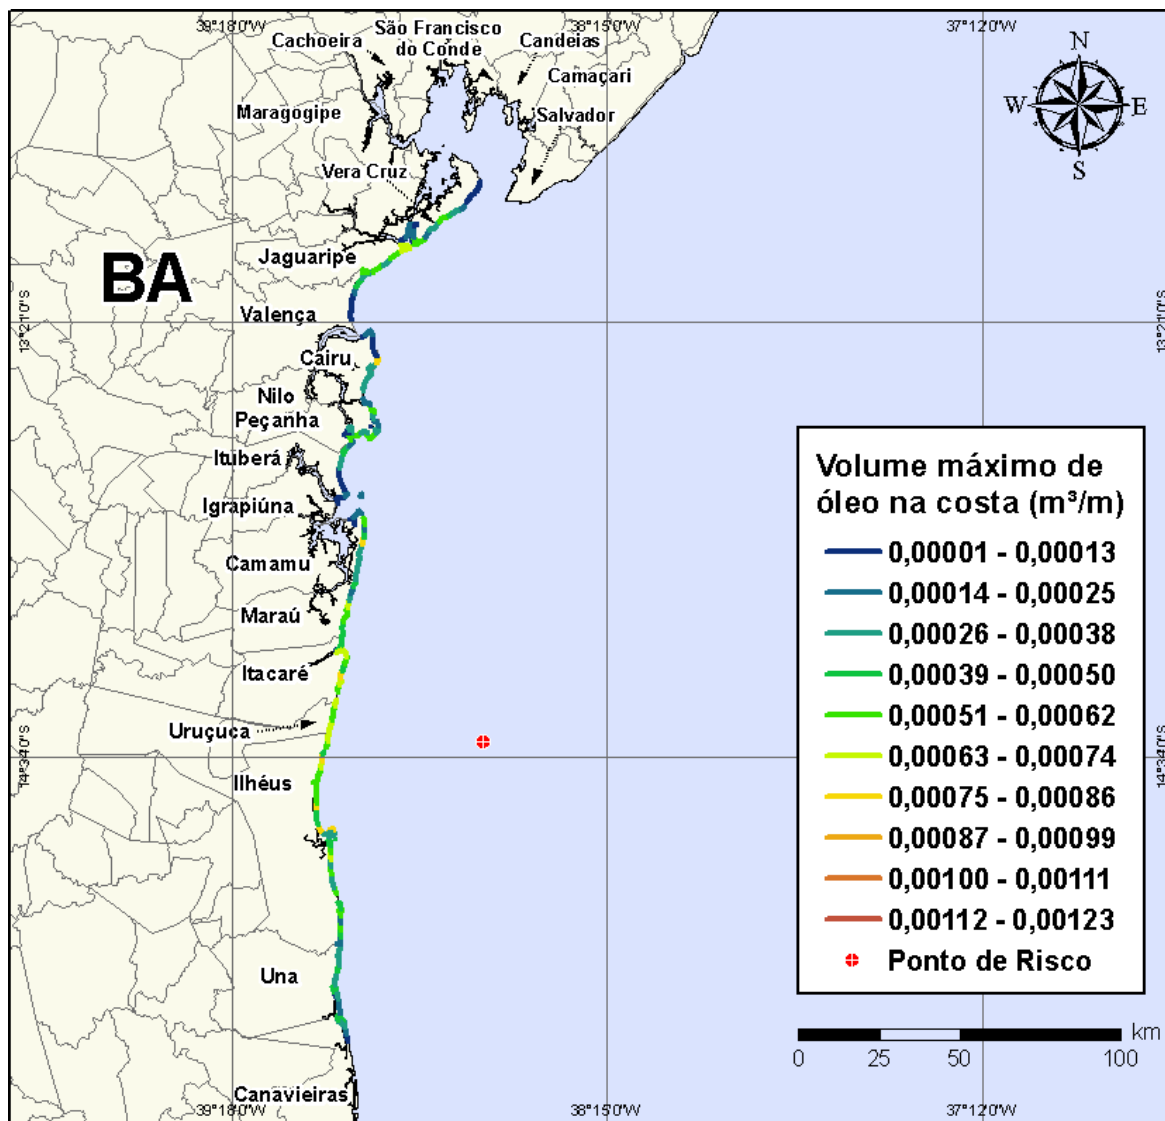 39°18'0"W
38°15'0"W
37°12'0"W
São Francisco
do Conde
Cachoeira
Candeias
Camaçari
Maragogipe
Salvador
N
W
E
S
Vera Cruz
Jaguaripe
BA
Valença
13°21'0"S
13°21'0"S
Cairu
Nilo
Peçanha
Ituberá
Igrapiúna
Camamu
Maraú
Itacaré
Uruçuca
14°34'0"S
14°34'0"S
Ilhéus
Una
Canavieiras
39°18'0"W
38°15'0"W
37°12'0"W
Volume máximo de
óleo na costa (m³/m)
0,00001 - 0,00013
0,00014 - 0,00025
0,00026 - 0,00038
0,00039 - 0,00050
0,00051 - 0,00062
0,00063 - 0,00074
0,00075 - 0,00086
0,00087 - 0,00099
0,00100 - 0,00111
0,00112 - 0,00123
Ponto de Risco
km
0 25 50 100